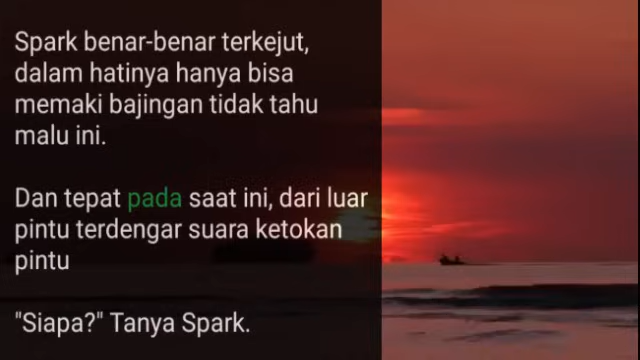 Spark benar-benar terkejut,
dalam hatinya hanya bisa
memaki bajingan tidak tahu
malu ini.
Dan tepat pada saat ini, dari luar
pintu terdengar suara ketokan
pintu
"Siapa?" Tanya Spark.